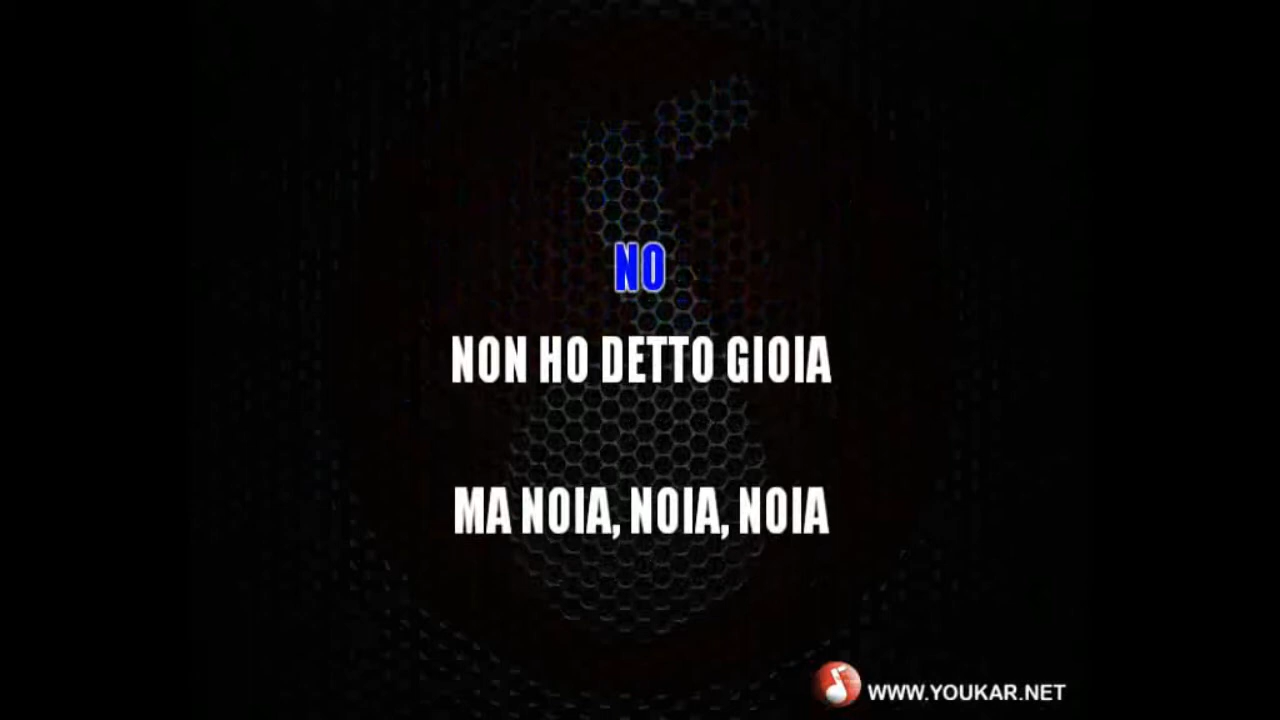 NO
NON HO DETTO GIOIA
MA NOIA, NOIA, NOIA
WWW.YOUKAR.NET